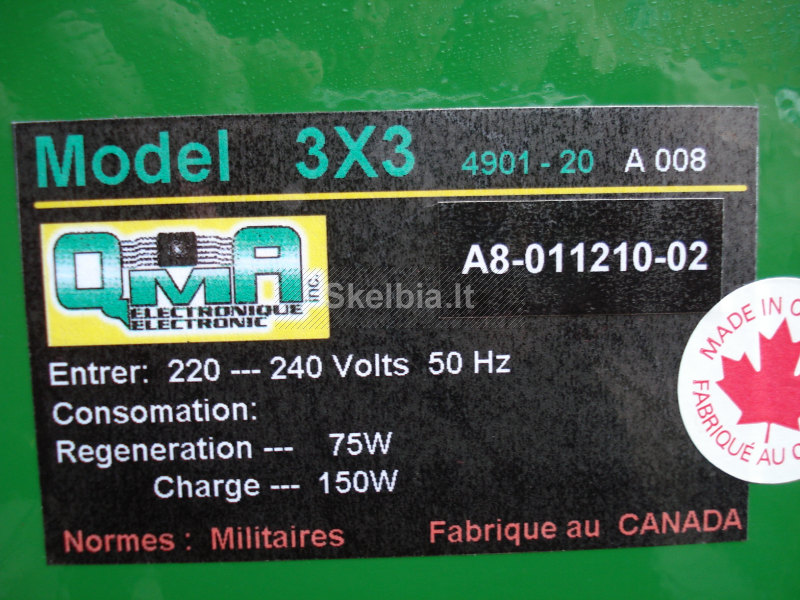 Model 3X3 4901 - 20 A 008
QMA
ELECTRONIQUE
ELECTRONIC inc.
A8-011210-02
Skelbia.lt
Entrer: 220 --- 240 Volts 50 Hz
Consomation:
Regeneration --- 75W
Charge --- 150W
Normes : Militaires Fabrique au CANADA
MADE IN C
FABRIQUÉ AU C